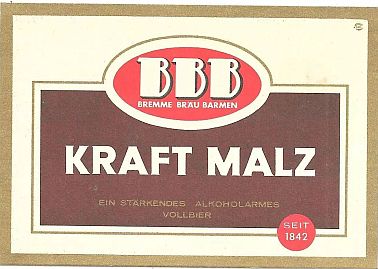 BBB
BREMME BRÄU BARMEN
KRAFT MALZ
EIN STÄRKENDES ALKOHOLARMES
VOLLBIER
SEIT
1842